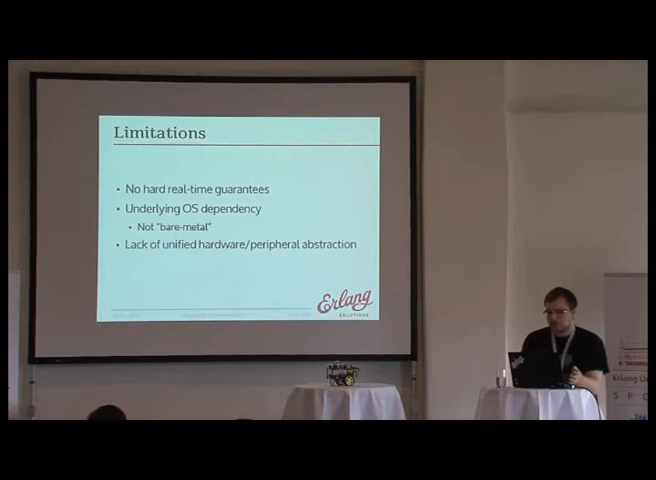 Limitations
• No hard real-time guarantees
• Underlying OS dependency
• Not "bare-metal"
• Lack of unified hardware/peripheral abstraction
Erlang
SOLUTIONS
Erlang Us
S P O